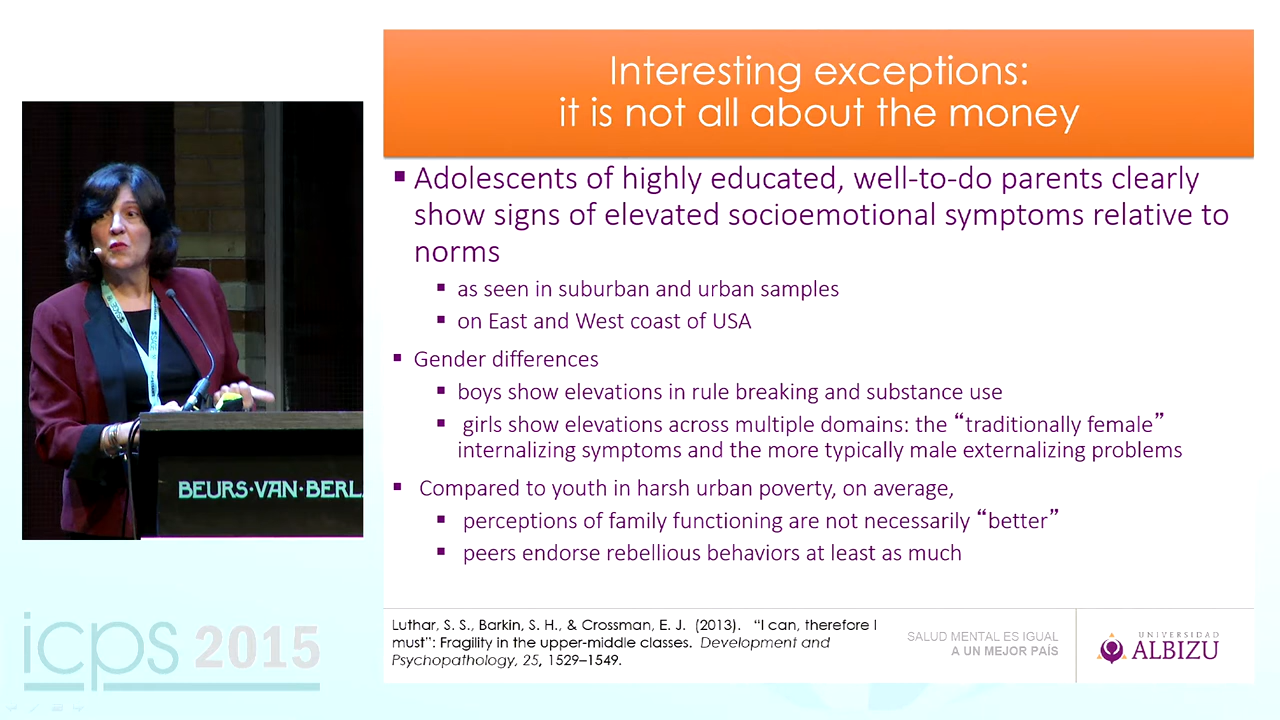 Interesting exceptions:
it is not all about the money
▪ Adolescents of highly educated, well-to-do parents clearly
show signs of elevated socioemotional symptoms relative to
norms
▪ as seen in suburban and urban samples
▪ on East and West coast of USA
▪ Gender differences
▪ boys show elevations in rule breaking and substance use
▪ girls show elevations across multiple domains: the “traditionally female”
internalizing symptoms and the more typically male externalizing problems
▪ Compared to youth in harsh urban poverty, on average,
▪ perceptions of family functioning are not necessarily “better”
▪ peers endorse rebellious behaviors at least as much
Luthar, S. S., Barkin, S. H., & Crossman, E. J. (2013). “I can, therefore I
must”: Fragility in the upper-middle classes. Development and
Psychopathology, 25, 1529–1549.
SALUD MENTAL ES IGUAL
A UN MEJOR PAÍS
UNIVERSIDAD
ALBIZU
BEURS·VAN·BERL
icps 2015